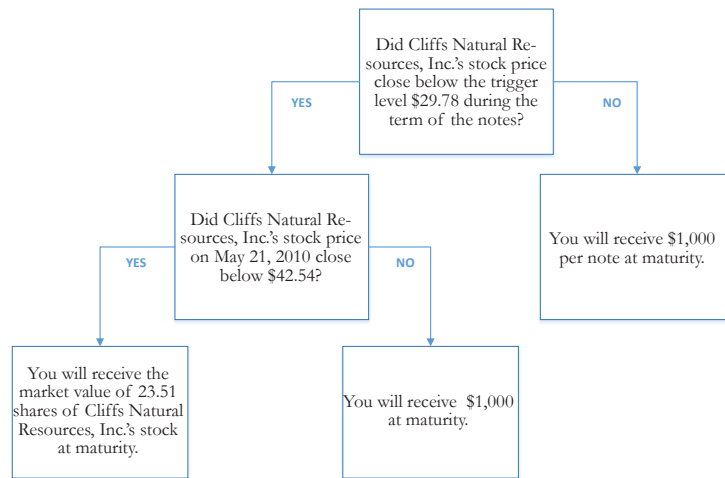 Did Cliffs Natural Re-
sources, Inc.'s stock price
close below the trigger
level $29.78 during the
term of the notes?
YES
NO
Did Cliffs Natural Re-
sources, Inc.'s stock price
on May 21, 2010 close
below $42.54?
You will receive $1,000
per note at maturity.
YES
NO
You will receive the
market value of 23.51
shares of Cliffs Natural
Resources, Inc.'s stock
at maturity.
You will receive $1,000
at maturity.